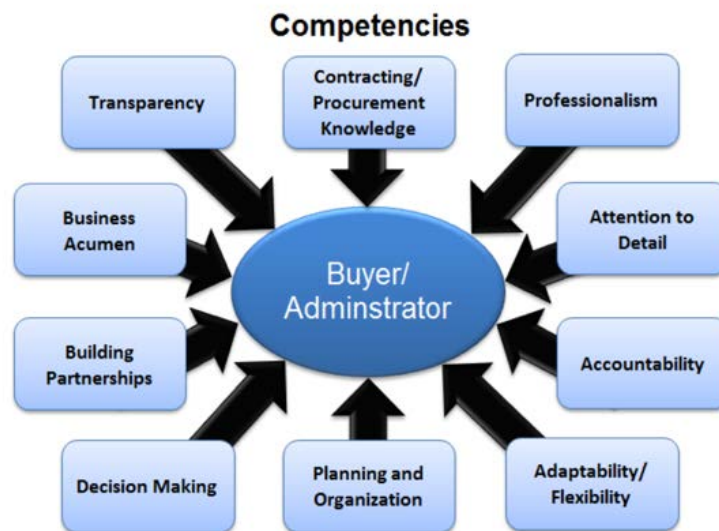 Competencies
Transparency
Contracting/
Procurement
Knowledge
Professionalism
Business
Acumen
Attention to
Detail
Buyer/
Adminstrator
Building
Partnerships
Accountability
Decision Making
Planning and
Organization
Adaptability/
Flexibility